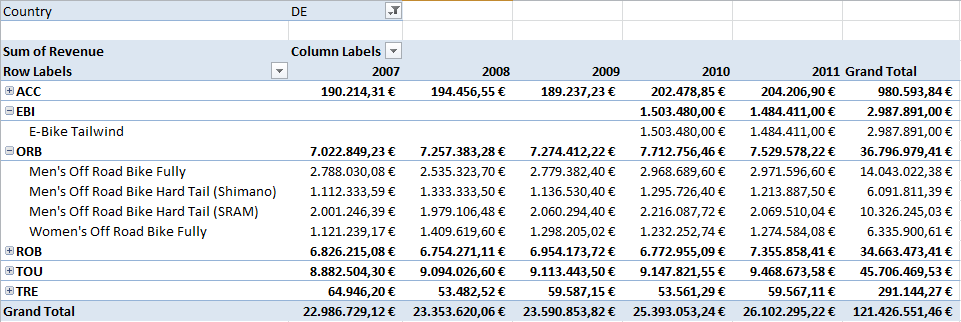 Country DE
Sum of Revenue Column Labels
Row Labels 2007 2008 2009 2010 2011 Grand Total
ACC 190.214,31 € 194.456,55 € 189.237,23 € 202.478,85 € 204.206,90 € 980.593,84 €
EBI 1.503.480,00 € 1.484.411,00 € 2.987.891,00 €
E-Bike Tailwind 1.503.480,00 € 1.484.411,00 € 2.987.891,00 €
ORB 7.022.849,23 € 7.257.383,28 € 7.274.412,22 € 7.712.756,46 € 7.529.578,22 € 36.796.979,41 €
Men's Off Road Bike Fully 2.788.030,08 € 2.535.323,70 € 2.779.382,40 € 2.968.689,60 € 2.971.596,60 € 14.043.022,38 €
Men's Off Road Bike Hard Tail (Shimano) 1.112.333,59 € 1.333.333,50 € 1.136.530,40 € 1.295.726,40 € 1.213.887,50 € 6.091.811,39 €
Men's Off Road Bike Hard Tail (SRAM) 2.001.246,39 € 1.979.106,48 € 2.060.294,40 € 2.216.087,72 € 2.069.510,04 € 10.326.245,03 €
Women's Off Road Bike Fully 1.121.239,17 € 1.409.619,60 € 1.298.205,02 € 1.232.252,74 € 1.274.584,08 € 6.335.900,61 €
ROB 6.826.215,08 € 6.754.271,11 € 6.954.173,72 € 6.772.955,09 € 7.355.858,41 € 34.663.473,41 €
TOU 8.882.504,30 € 9.094.026,60 € 9.113.443,50 € 9.147.821,55 € 9.468.673,58 € 45.706.469,53 €
TRE 64.946,20 € 53.482,52 € 59.587,15 € 53.561,29 € 59.567,11 € 291.144,27 €
Grand Total 22.986.729,12 € 23.353.620,06 € 23.590.853,82 € 25.393.053,24 € 26.102.295,22 € 121.426.551,46 €